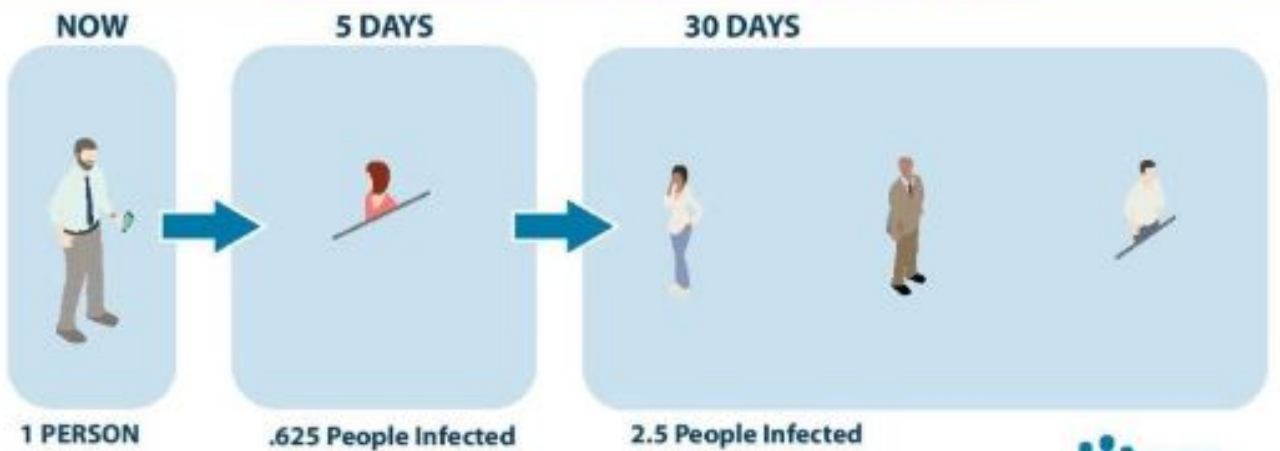 NOW
5 DAYS
30 DAYS
1 PERSON
.625 People Infected
2.5 People Infected